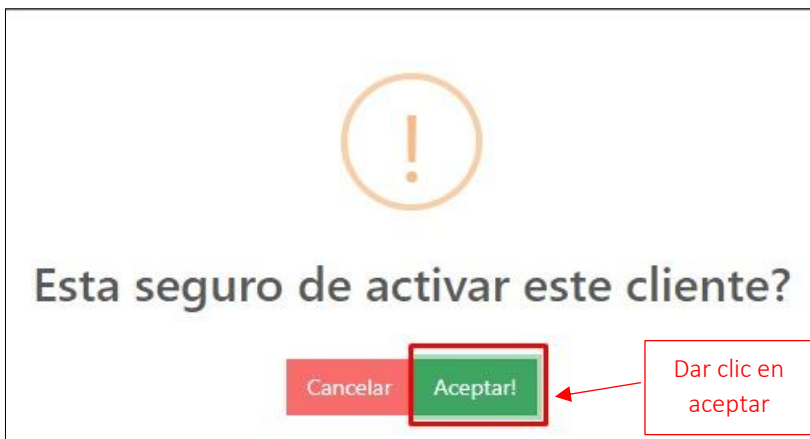 !
Esta seguro de activar este cliente?
Cancelar
Aceptar!
Dar clic en
aceptar